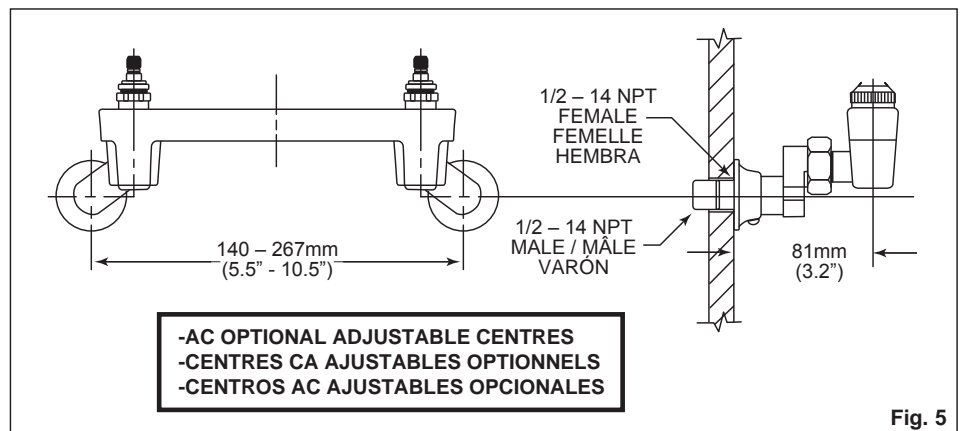 1/2 – 14 NPT
FEMALE
FEMELLE
HEMBRA
1/2 – 14 NPT
MALE / MÂLE
VARÓN
140 – 267mm
(5.5” - 10.5”)
81mm
(3.2”)
-AC OPTIONAL ADJUSTABLE CENTRES
-CENTRES CA AJUSTABLES OPTIONNELS
-CENTROS AC AJUSTABLES OPCIONALES
Fig. 5